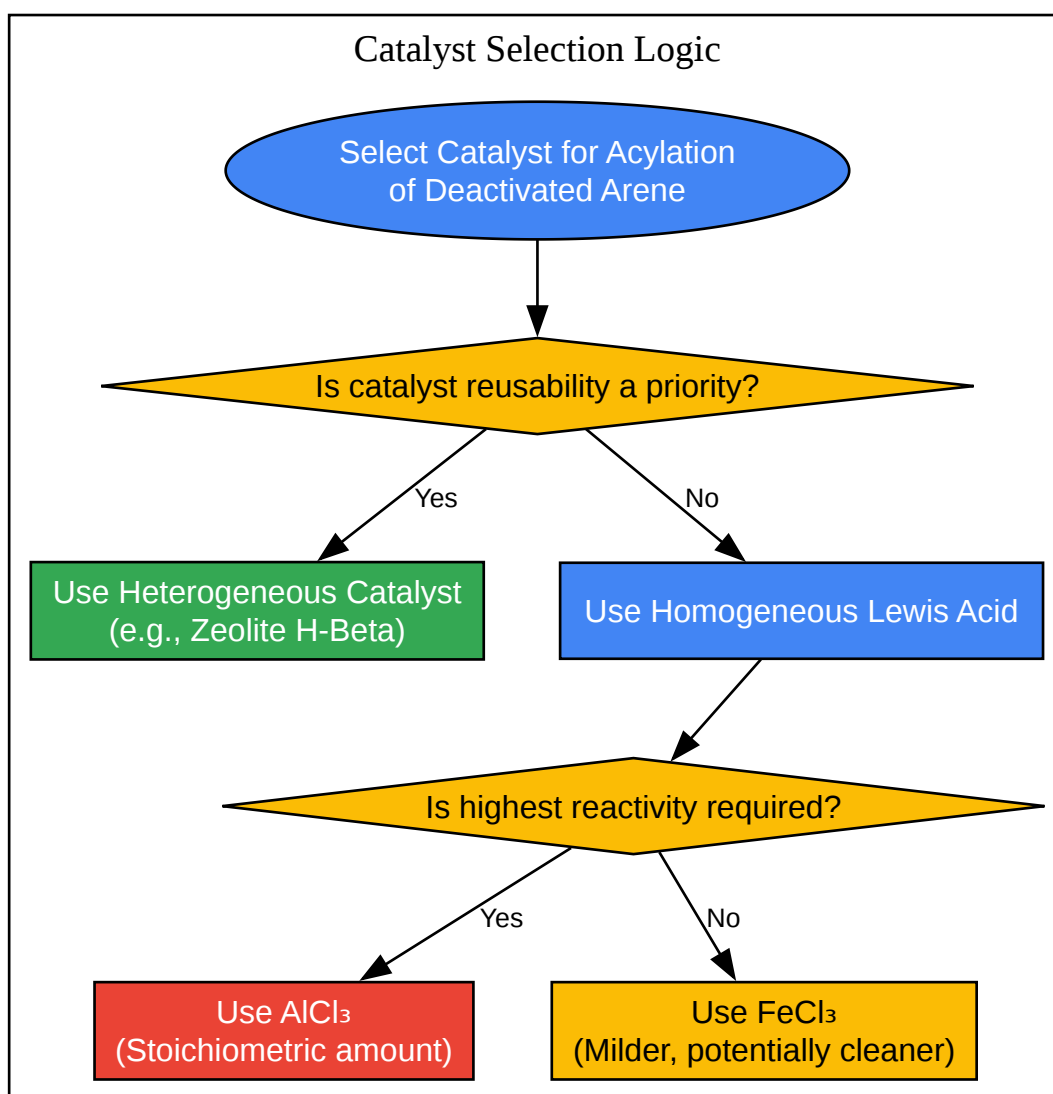 Catalyst Selection Logic
Select Catalyst for Acylation
of Deactivated Arene
Is catalyst reusability a priority?
Yes
No
Use Heterogeneous Catalyst
(e.g., Zeolite H-Beta)
Use Homogeneous Lewis Acid
Is highest reactivity required?
Yes
No
Use AlCl₃
(Stoichiometric amount)
Use FeCl₃
(Milder, potentially cleaner)